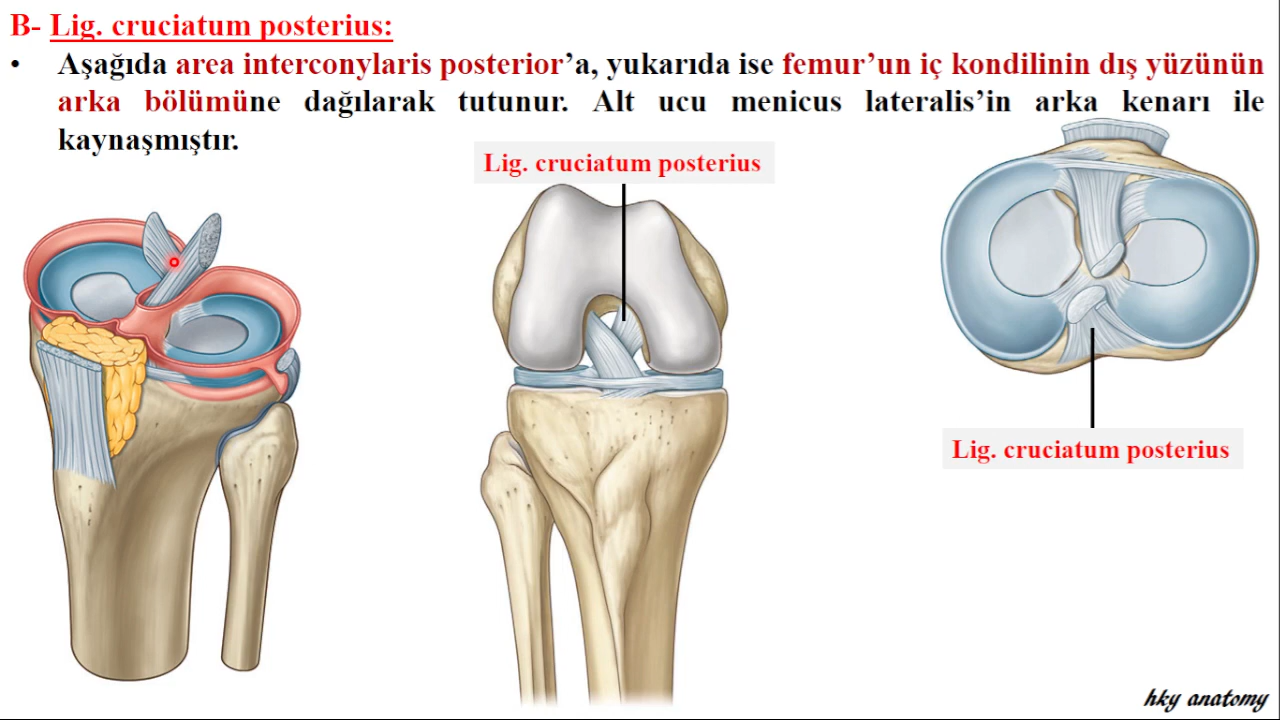 B- Lig. cruciatum posterius:
• Aşağıda area interconylaris posterior’a, yukarıda ise femur’un iç kondilinin dış yüzünün
arka bölümüne dağılarak tutunur. Alt ucu menicus lateralis’in arka kenarı ile
kaynaşmıştır.
Lig. cruciatum posterius
Lig. cruciatum posterius
hky anatomy